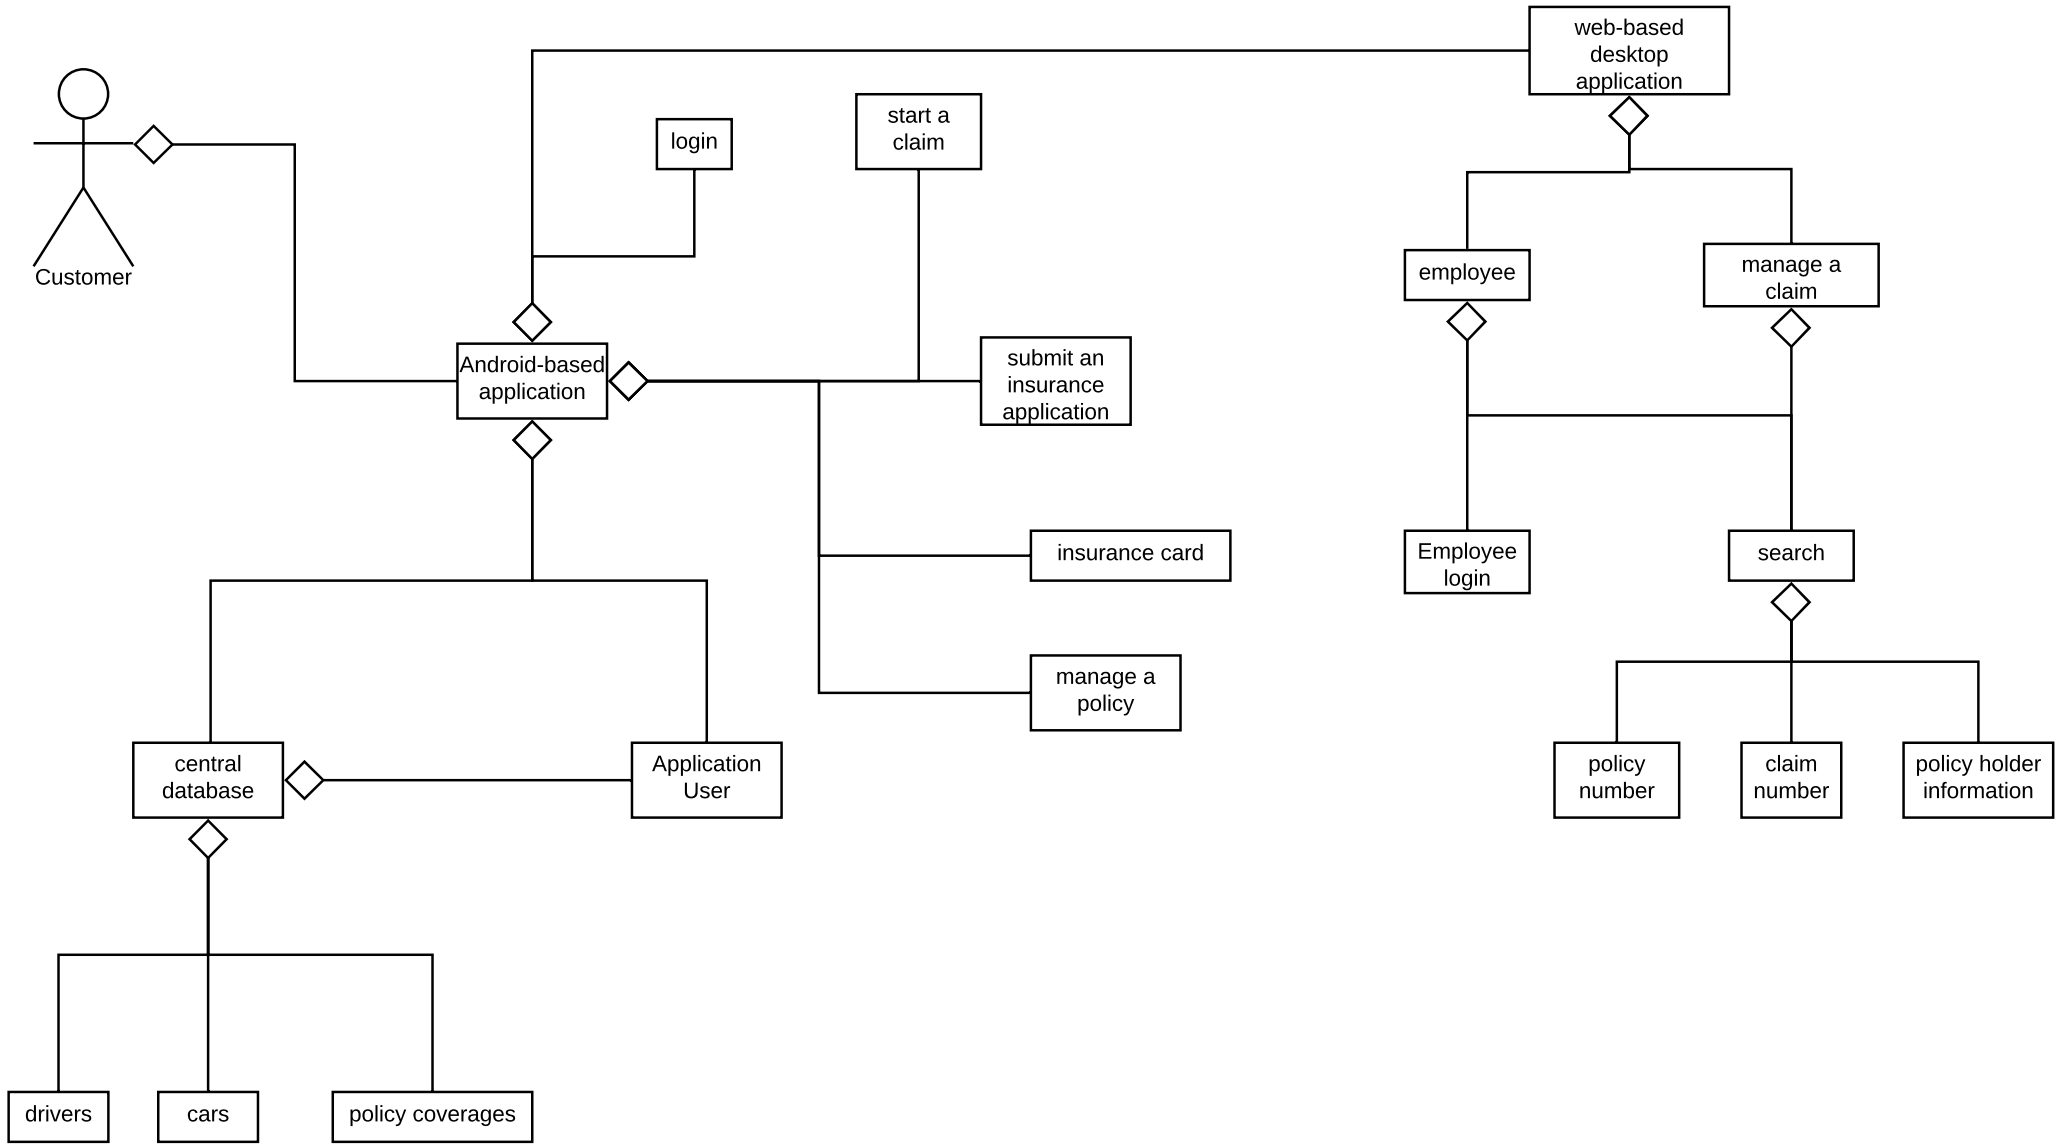 web-based
desktop
application
login
start a
claim
Customer
employee
manage a
claim
Android-based
application
submit an
insurance
application
insurance card
Employee
login
search
manage a
policy
central
database
Application
User
policy
number
claim
number
policy holder
information
drivers
cars
policy coverages